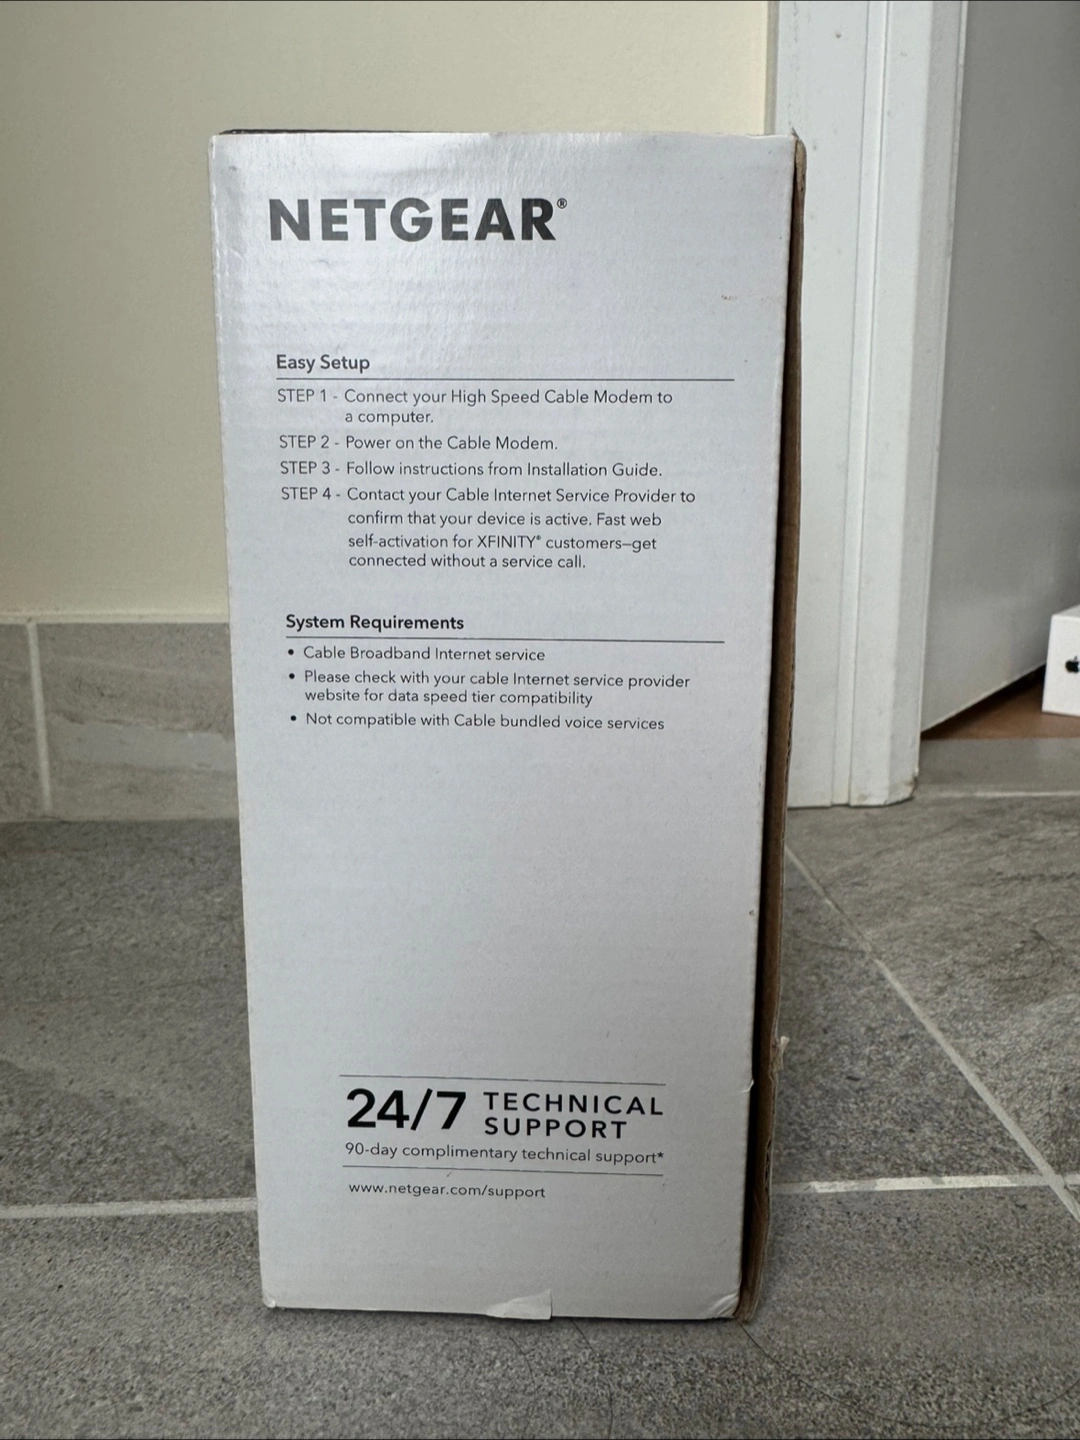 NETGEAR®
Easy Setup
STEP 1 - Connect your High Speed Cable Modem to
a computer.
STEP 2 - Power on the Cable Modem.
STEP 3 - Follow instructions from Installation Guide.
STEP 4 - Contact your Cable Internet Service Provider to
confirm that your device is active. Fast web
self-activation for XFINITY® customers—get
connected without a service call.
System Requirements
• Cable Broadband Internet service
• Please check with your cable Internet service provider
website for data speed tier compatibility
• Not compatible with Cable bundled voice services
24/7 TECHNICAL
SUPPORT
90-day complimentary technical support*
www.netgear.com/support